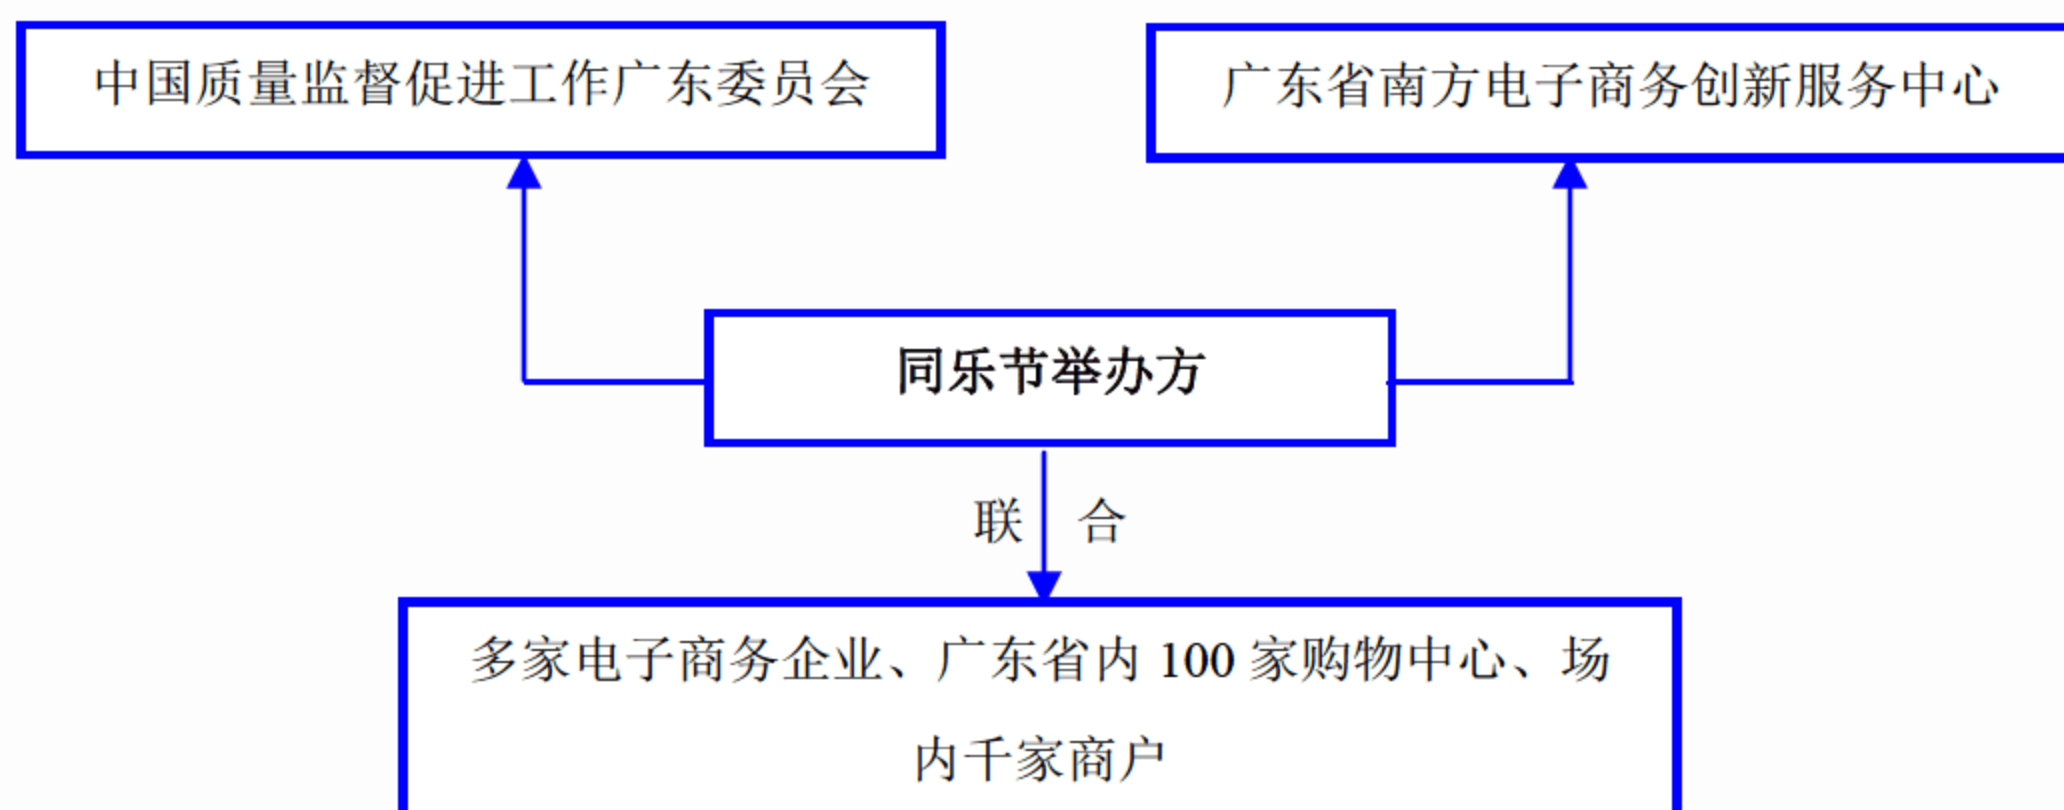 中国质量监督促进工作广东委员会
广东省南方电子商务创新服务中心
同乐节举办方
联 合
多家电子商务企业、广东省内 100 家购物中心、场
内千家商户